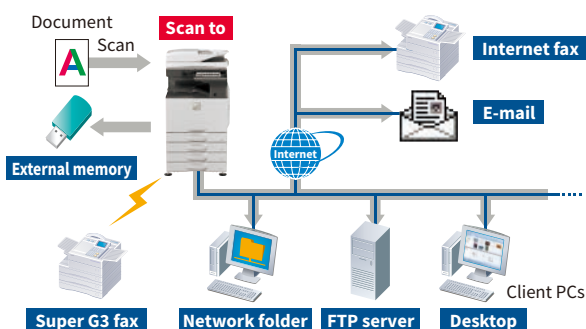 Document
Scan
Scan to
A
Internet fax
E-mail
Internet
External memory
Client PCs
Super G3 fax
Network folder
FTP server
Desktop